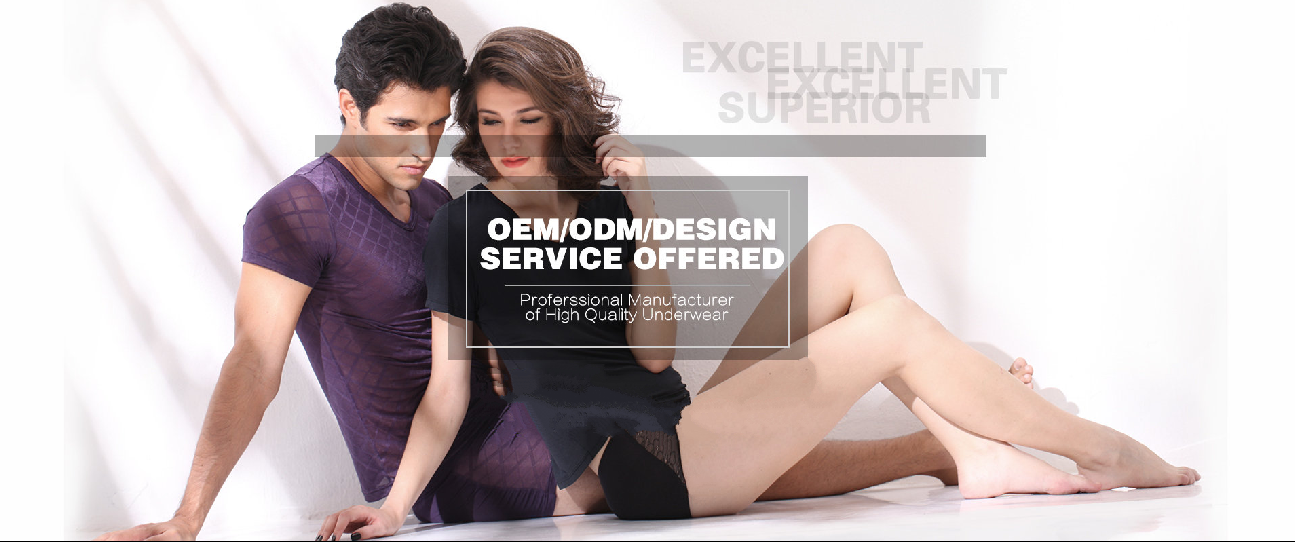 EXCELLENT
EXCELLENT
SUPERIOR
OEM/ODM/DESIGN
SERVICE OFFERED
Proferssional Manufacturer
of High Quality Underwear